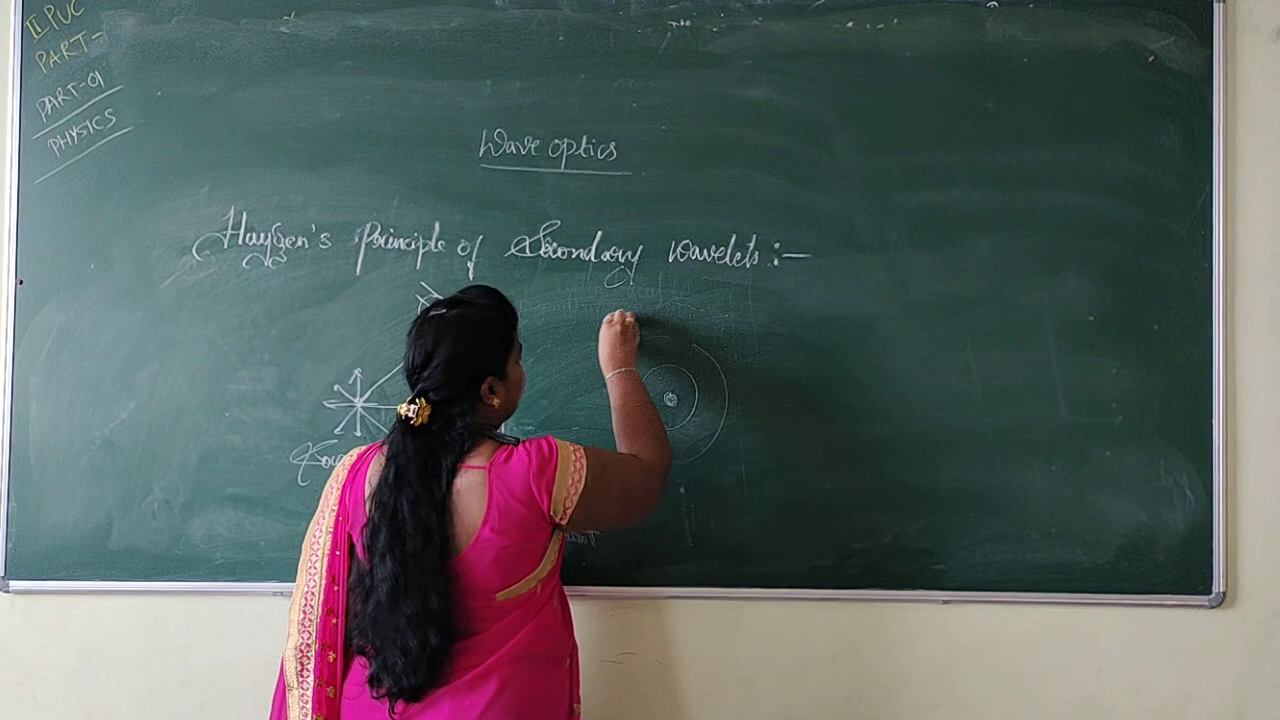 II PUC
PART-
PART-01
PHYSICS
Wave optics
Haygen's Principle of Secondary wavelets :-